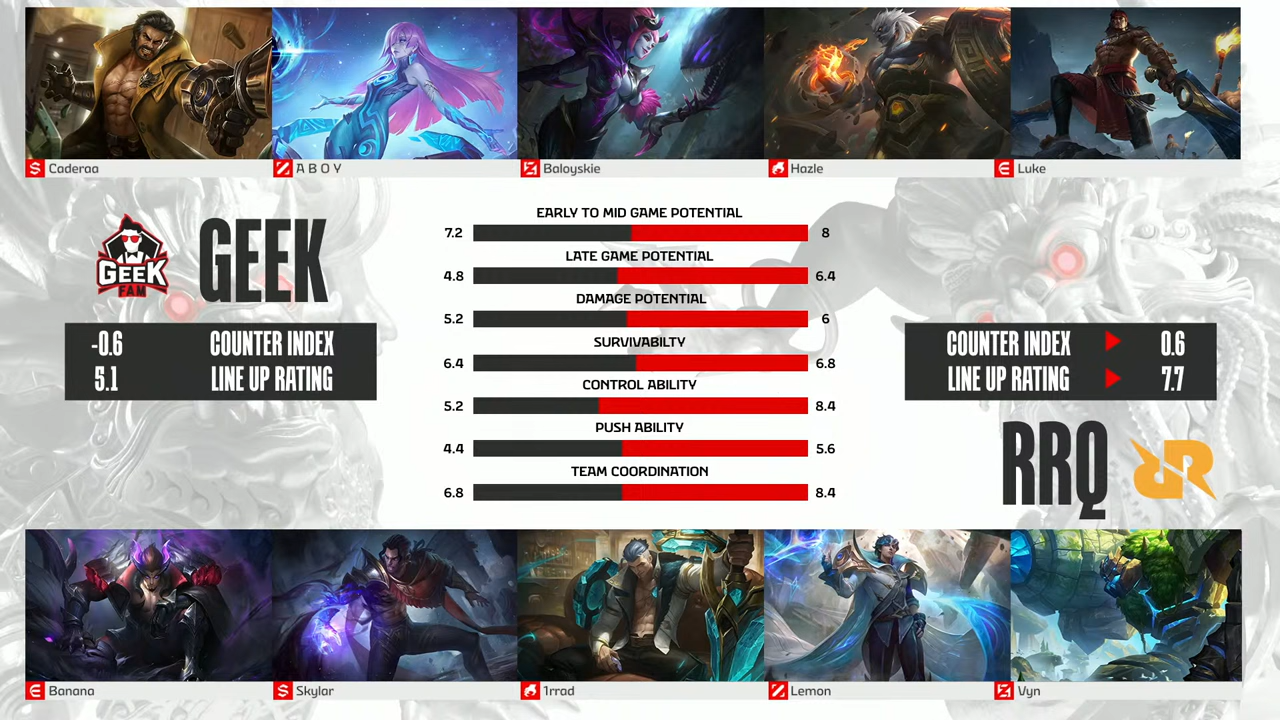 Caderaa
A B O Y
Baloyskie
Hazle
Luke
GEEK FAM
GEEK
-0.6 COUNTER INDEX
5.1 LINE UP RATING
EARLY TO MID GAME POTENTIAL
7.2 8
LATE GAME POTENTIAL
4.8 6.4
DAMAGE POTENTIAL
5.2 6
SURVIVABILTY
6.4 6.8
CONTROL ABILITY
5.2 8.4
PUSH ABILITY
4.4 5.6
TEAM COORDINATION
6.8 8.4
COUNTER INDEX 0.6
LINE UP RATING 7.7
RRQ
Banana
Skylar
1rrad
Lemon
Vyn